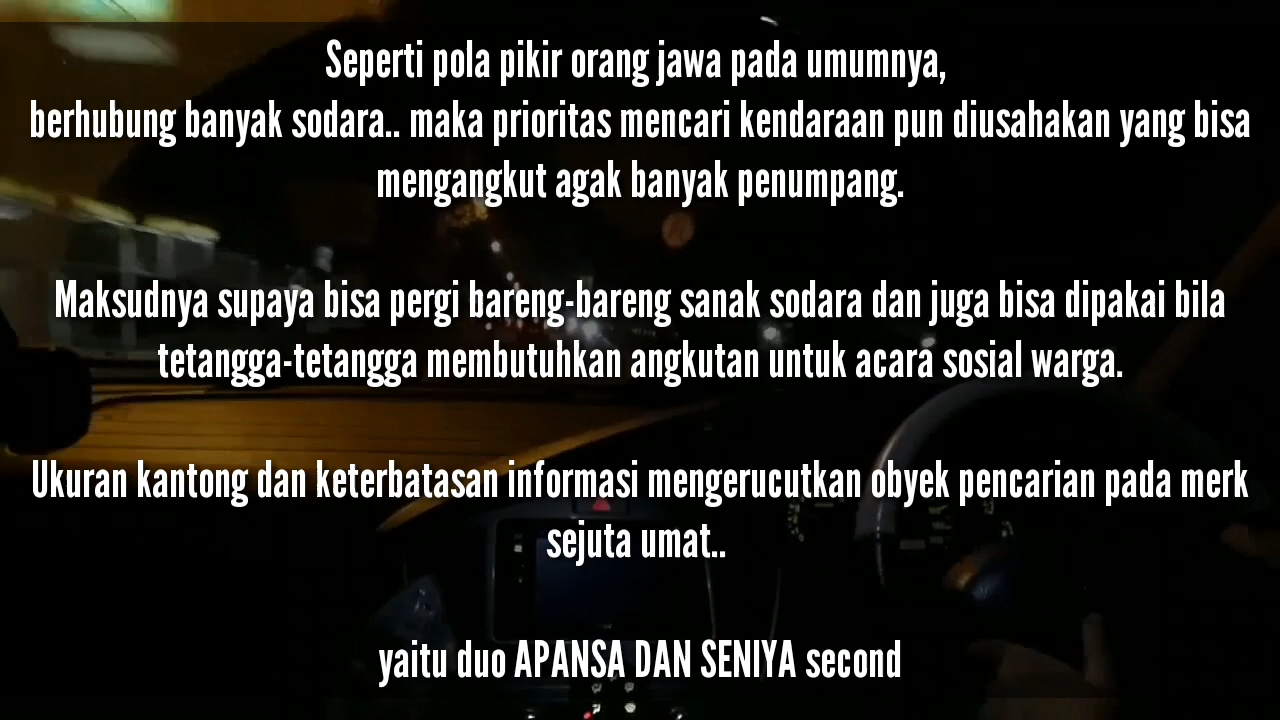 Seperti pola pikir orang jawa pada umumnya,
berhubung banyak sodara.. maka prioritas mencari kendaraan pun diusahakan yang bisa
mengangkut agak banyak penumpang.
Maksudnya supaya bisa pergi bareng-bareng sanak sodara dan juga bisa dipakai bila
tetangga-tetangga membutuhkan angkutan untuk acara sosial warga.
Ukuran kantong dan keterbatasan informasi mengerucutkan obyek pencarian pada merk
sejuta umat..
yaitu duo APANSA DAN SENIYA second